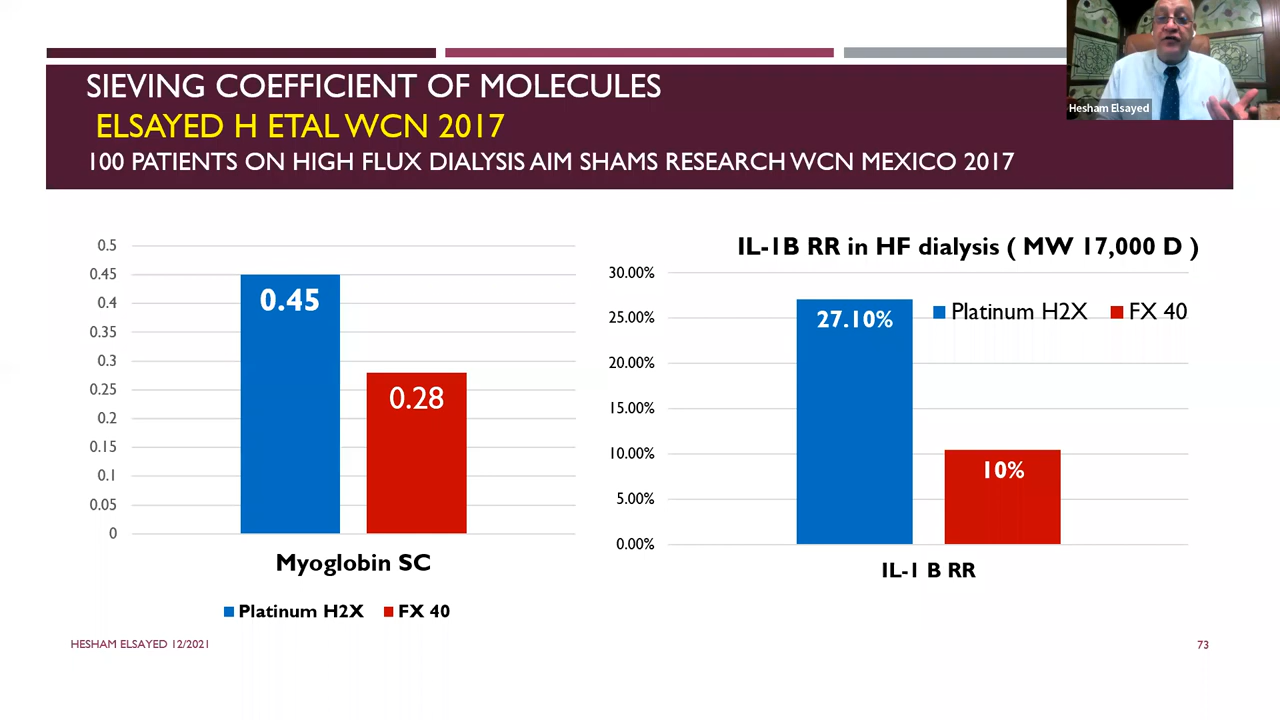 SIEVING COEFFICIENT OF MOLECULES
ELSAYED H ETAL WCN 2017
100 PATIENTS ON HIGH FLUX DIALYSIS AIM SHAMS RESEARCH WCN MEXICO 2017
Hesham Elsayed
0.5
0.45
0.4
0.35
0.3
0.25
0.2
0.15
0.1
0.05
0
0.45
0.28
Myoglobin SC
Platinum H2X FX 40
IL-1B RR in HF dialysis ( MW 17,000 D )
30.00%
25.00%
20.00%
15.00%
10.00%
5.00%
0.00%
Platinum H2X FX 40
27.10%
10%
IL-1 B RR
HESHAM ELSAYED 12/2021
73